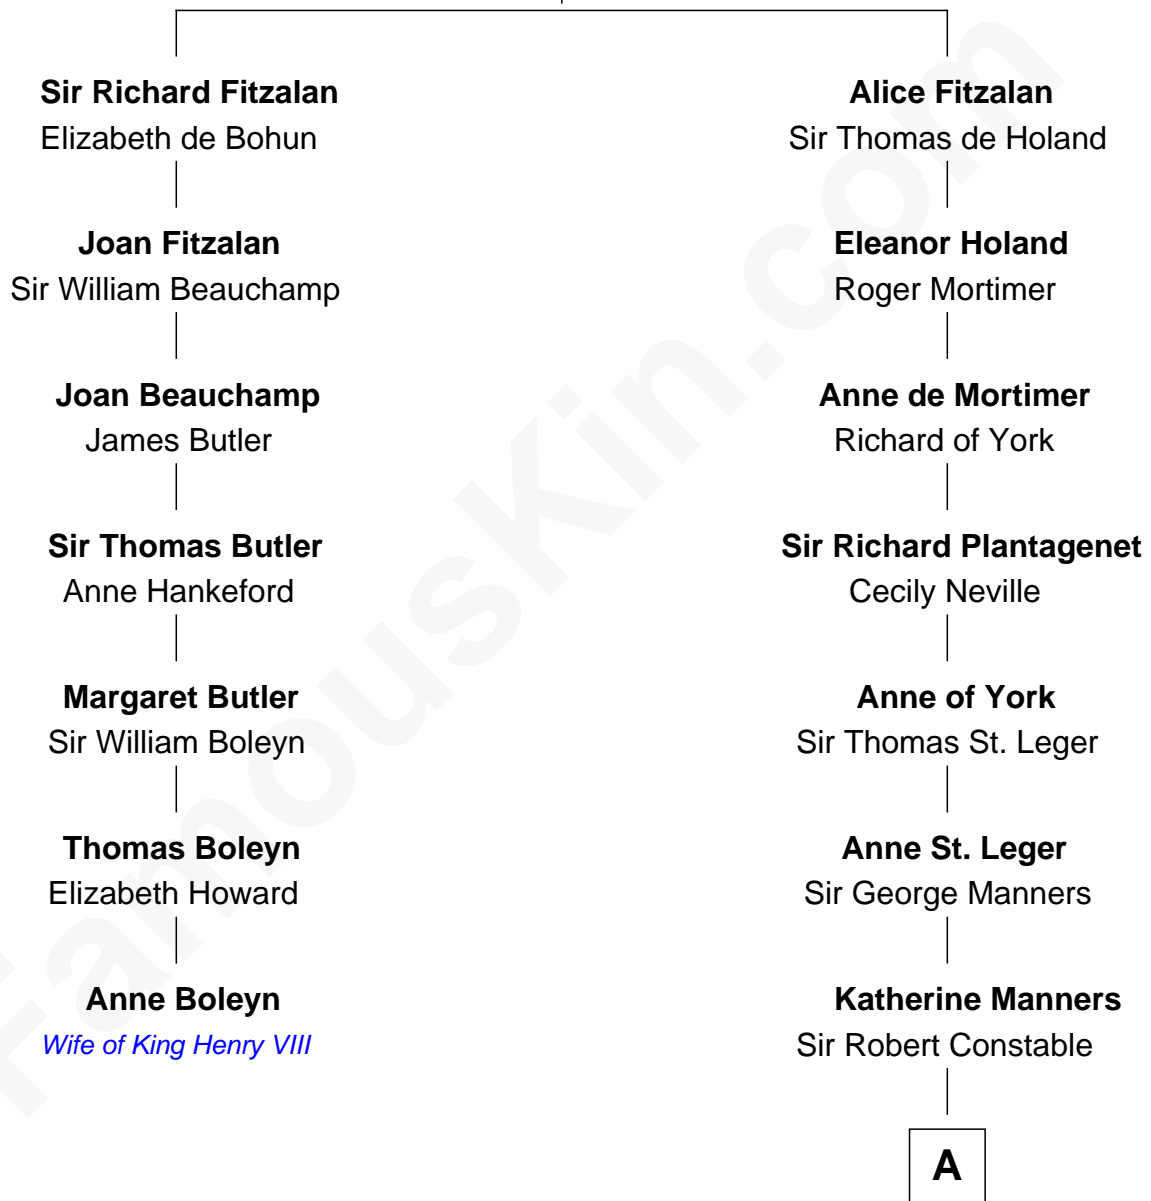 Sir Richard Fitzalan
Elizabeth de Bohun
Alice Fitzalan
Sir Thomas de Holand
Joan Fitzalan
Sir William Beauchamp
Eleanor Holand
Roger Mortimer
Joan Beauchamp
James Butler
Anne de Mortimer
Richard of York
Sir Thomas Butler
Anne Hankeford
Sir Richard Plantagenet
Cecily Neville
Margaret Butler
Sir William Boleyn
Anne of York
Sir Thomas St. Leger
Thomas Boleyn
Elizabeth Howard
Anne St. Leger
Sir George Manners
Anne Boleyn
Wife of King Henry VIII
Katherine Manners
Sir Robert Constable
A
FamousKin.com